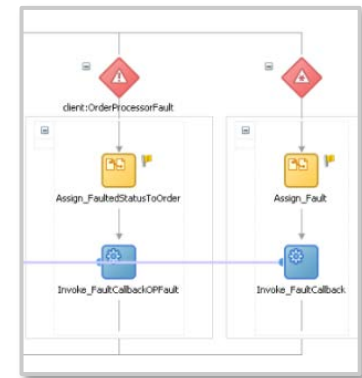 client:OrderProcessorFault
Assign_FaultedStatusToOrder
Assign_Fault
Invoke_FaultCallbackOPFault
Invoke_FaultCallback